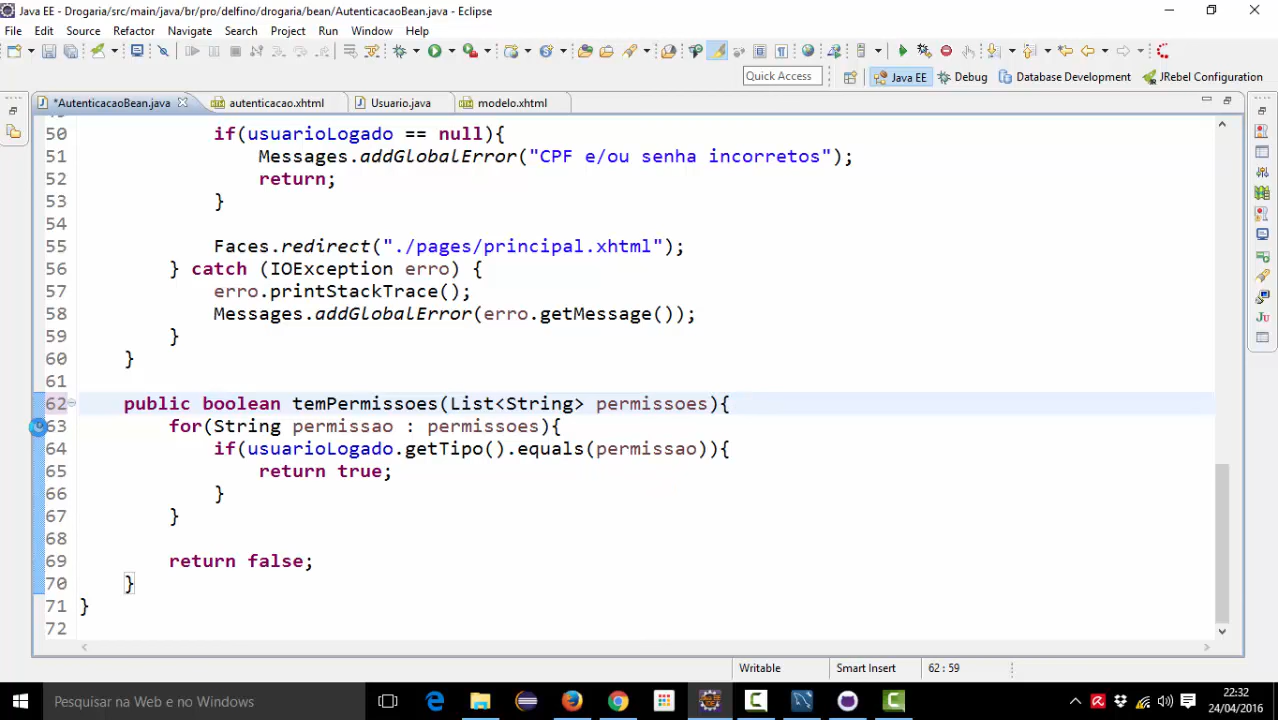 Java EE - Drogaria/src/main/java/br/pro/delfino/drogaria/bean/AutenticacaoBean.java - Eclipse
File Edit Source Refactor Navigate Search Project Run Window Help
Quick Access
Java EE
Debug
Database Development
JRebel Configuration
*AutenticacaoBean.java
autenticacao.xhtml
Usuario.java
modelo.xhtml
50 if(usuarioLogado == null){
51 Messages.addGlobalError("CPF e/ou senha incorretos");
52 return;
53 }
54
55 Faces.redirect("./pages/principal.xhtml");
56 } catch (IOException erro) {
57 erro.printStackTrace();
58 Messages.addGlobalError(erro.getMessage());
59 }
60 }
61
62 public boolean temPermissoes(List<String> permissoes){
63 for(String permissao : permissoes){
64 if(usuarioLogado.getTipo().equals(permissao)){
65 return true;
66 }
67 }
68
69 return false;
70 }
71 }
72
Writable
Smart Insert
62 : 59
Pesquisar na Web e no Windows
22:32
24/04/2016